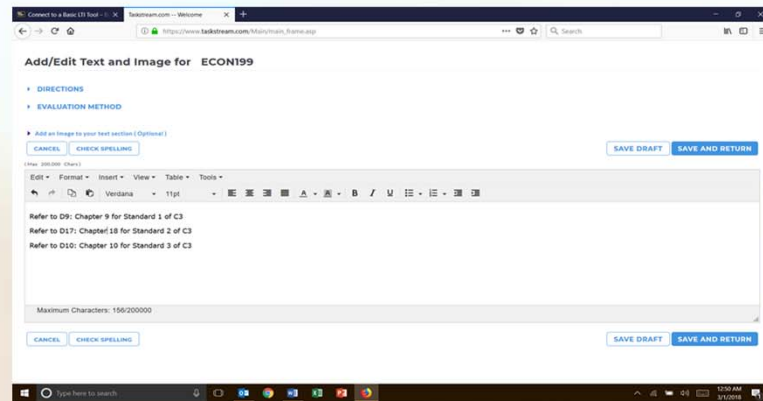 Connect to a Basic LTI Tool –
Taskstream.com -- Welcome
https://www.taskstream.com/Main/main_frame.asp
Search
Add/Edit Text and Image for ECON199
DIRECTIONS
EVALUATION METHOD
Add an Image to your text section ( Optional )
CANCEL CHECK SPELLING SAVE DRAFT SAVE AND RETURN
( Max 200,000 Chars)
Edit Format Insert View Table Tools
Verdana 11pt A A B I U
Refer to D9: Chapter 9 for Standard 1 of C3
Refer to D17: Chapter 18 for Standard 2 of C3
Refer to D10: Chapter 10 for Standard 3 of C3
Maximum Characters: 156/200000
CANCEL CHECK SPELLING SAVE DRAFT SAVE AND RETURN
Type here to search
12:50 AM
3/1/2018